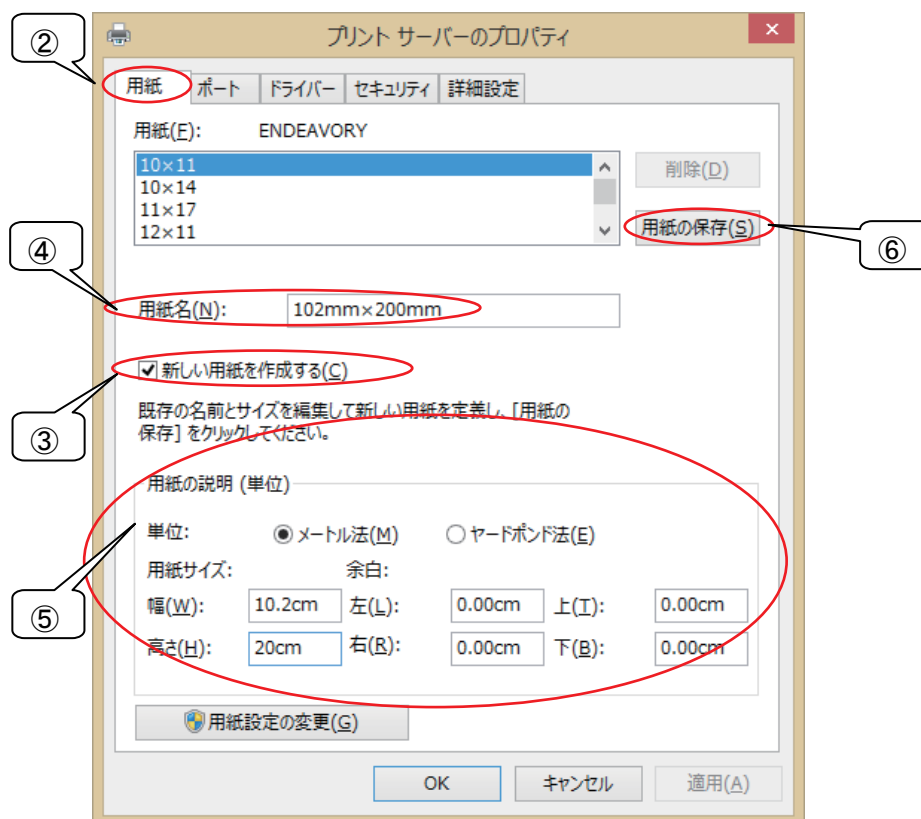 ②
プリント サーバーのプロパティ
用紙 ポート ドライバー セキュリティ 詳細設定
用紙(F): ENDEAVORY
10×11
10×14
11×17
12×11
削除(D)
用紙の保存(S)
⑥
④
用紙名(N): 102mm×200mm
新しい用紙を作成する(C)
③
既存の名前とサイズを編集して新しい用紙を定義し、[用紙の
保存] をクリックしてください。
用紙の説明 (単位)
単位: メートル法(M) ヤードポンド法(E)
用紙サイズ: 余白:
⑤
幅(W): 10.2cm 左(L): 0.00cm 上(T): 0.00cm
高さ(H): 20cm 右(R): 0.00cm 下(B): 0.00cm
用紙設定の変更(G)
OK キャンセル 適用(A)